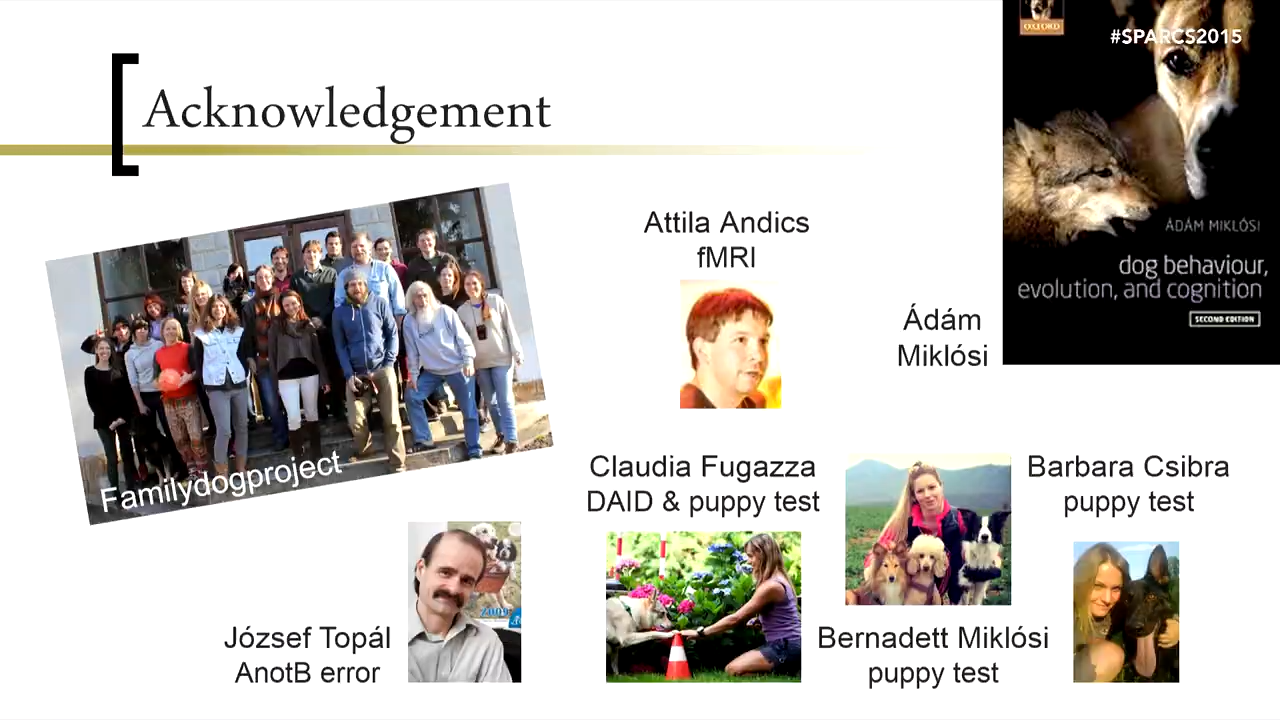 OXFORD
#SPARCS2015
Acknowledgement
ÁDÁM MIKLÓSI
dog behaviour,
evolution, and cognition
SECOND EDITION
Attila Andics
fMRI
Ádám
Miklósi
Familydogproject
Claudia Fugazza
DAID & puppy test
Barbara Csibra
puppy test
2009
József Topál
AnotB error
Bernadett Miklósi
puppy test